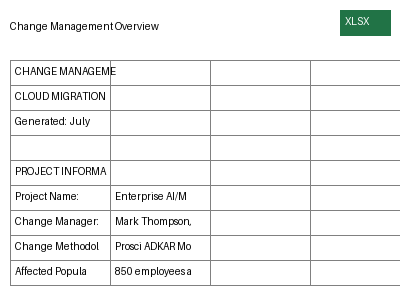 Change Management Overview
XLSX
CHANGE MANAGEME
CLOUD MIGRATION
Generated: July
PROJECT INFORMA
Project Name: Enterprise AI/M
Change Manager: Mark Thompson,
Change Methodol Prosci ADKAR Mo
Affected Popula 850 employees a